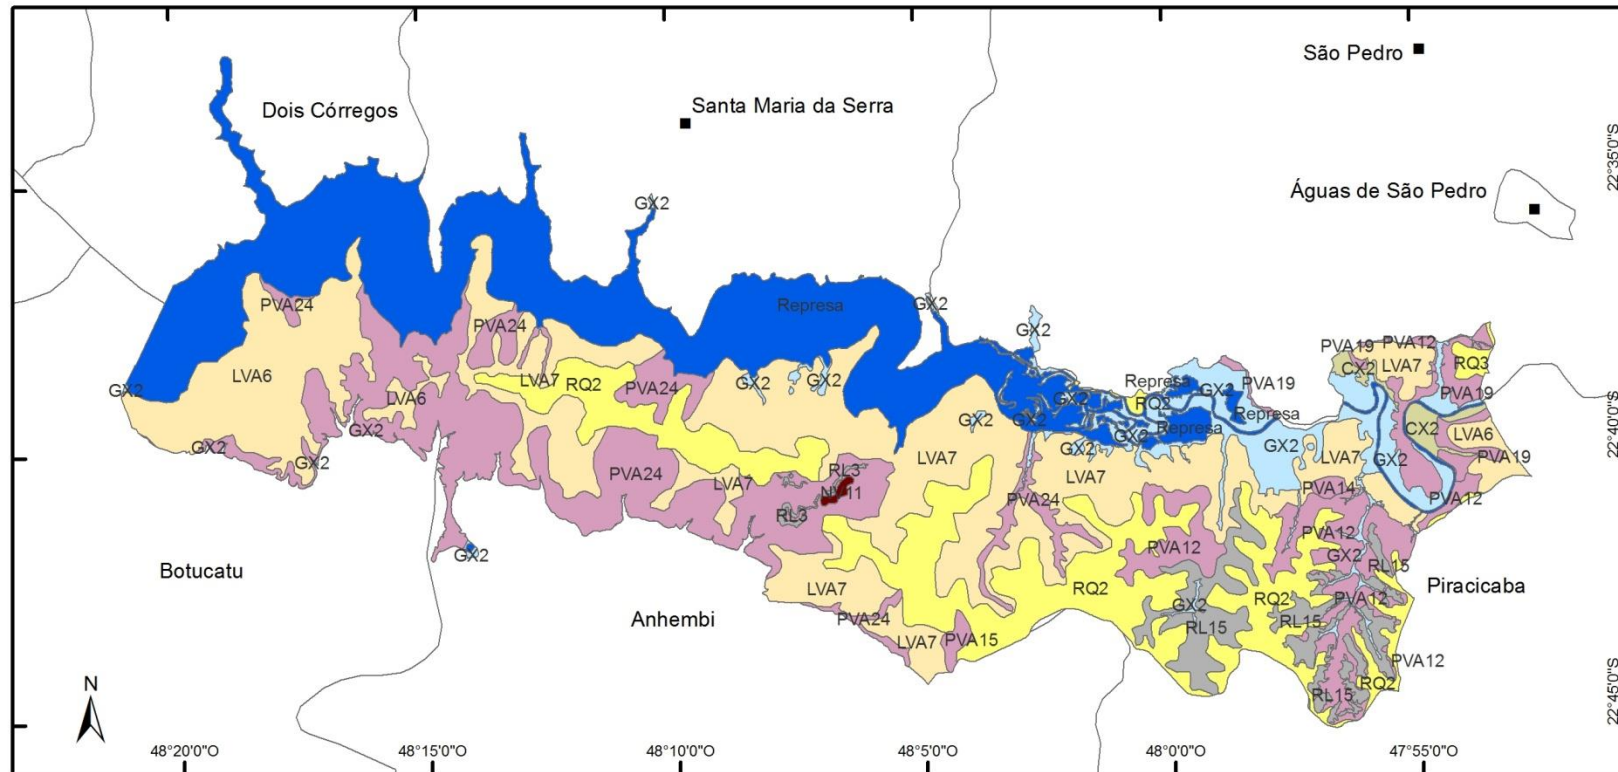 São Pedro
Dois Córregos
Santa Maria da Serra
22°35'0"S
Águas de São Pedro
GX2
PVA24
Represa
GX2
GX2
PVA24
PVA19
PVA12
CX2
LVA7
RQ3
LVA6
LVA7
RQ2
PVA24
GX2
GX2
Represa
GX2
PVA19
PVA19
GX2
LVA6
GX2
RQ2
Represa
GX2
GX2
Represa
CX2
22°40'0"S
GX2
GX2
GX2
GX2
GX2
GX2
LVA6
LVA7
LVA7
LVA7
GX2
PVA19
GX2
PVA24
LVA7
RL3
NV11
RL3
PVA24
PVA14
PVA12
PVA12
GX2
PVA12
GX2
RL15
Botucatu
LVA7
RQ2
GX2
RQ2
PVA12
Piracicaba
Anhembi
PVA24
RL15
RL15
LVA7
PVA15
PVA12
RL15
RQ2
22°45'0"S
N
48°20'0"O
48°15'0"O
48°10'0"O
48°5'0"O
48°0'0"O
47°55'0"O